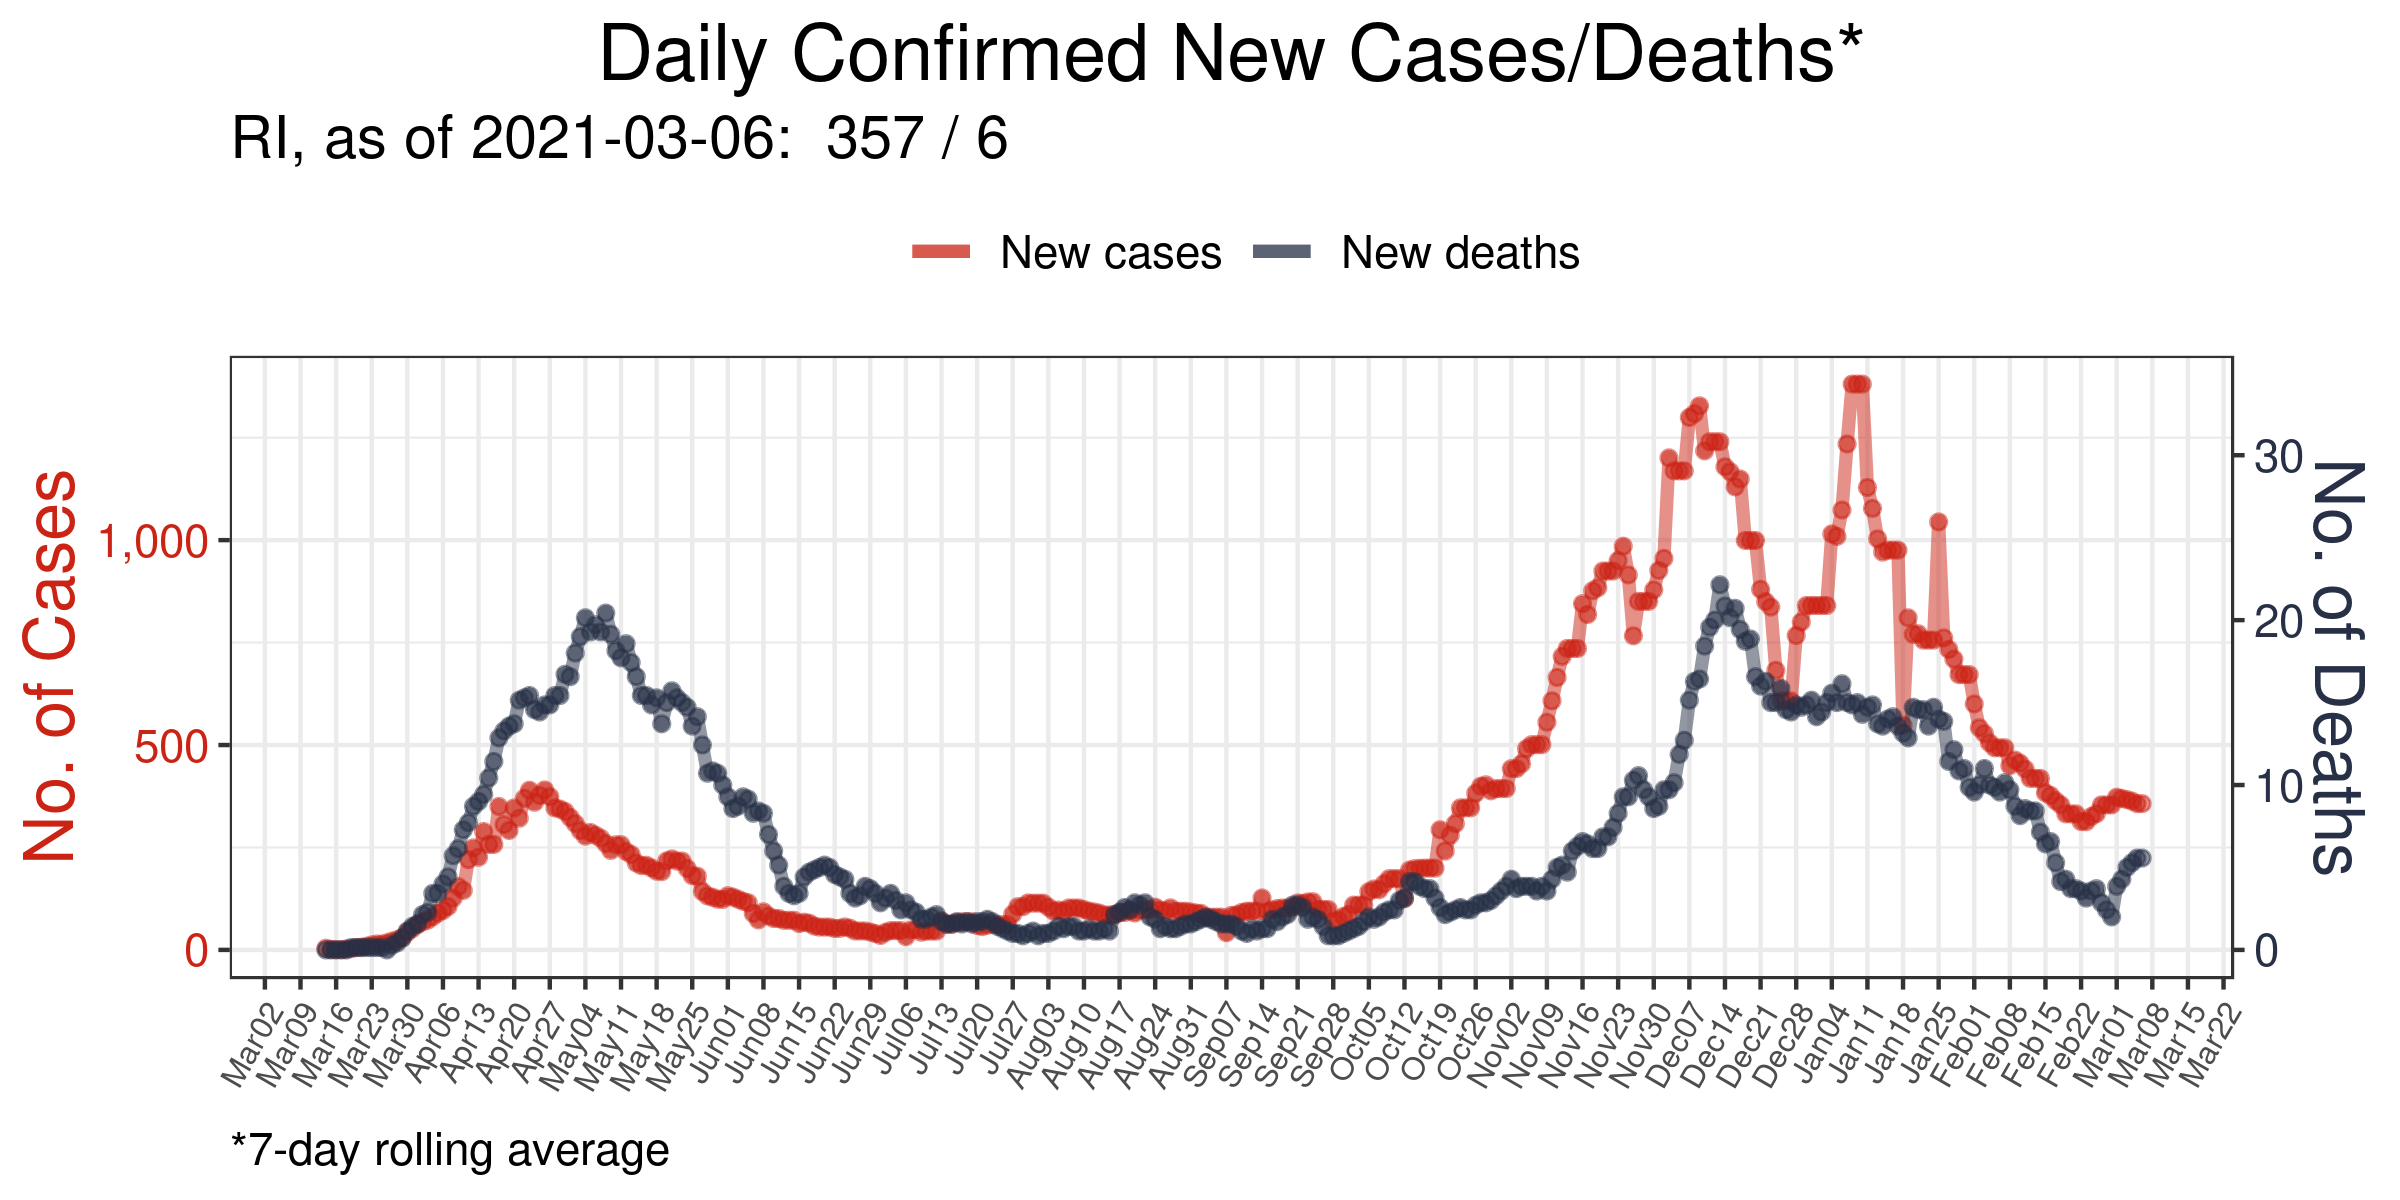 Daily Confirmed New Cases/Deaths*
RI, as of 2021-03-06:  357 / 6
New cases
New deaths
No. of Cases
1,000
500
0
30
20
10
0
No. of Deaths
Mar02
Mar09
Mar16
Mar23
Mar30
Apr06
Apr13
Apr20
Apr27
May04
May11
May18
May25
Jun01
Jun08
Jun15
Jun22
Jun29
Jul06
Jul13
Jul20
Jul27
Aug03
Aug10
Aug17
Aug24
Aug31
Sep07
Sep14
Sep21
Sep28
Oct05
Oct12
Oct19
Oct26
Nov02
Nov09
Nov16
Nov23
Nov30
Dec07
Dec14
Dec21
Dec28
Jan04
Jan11
Jan18
Jan25
Feb01
Feb08
Feb15
Feb22
Mar01
Mar08
Mar15
Mar22
*7-day rolling average